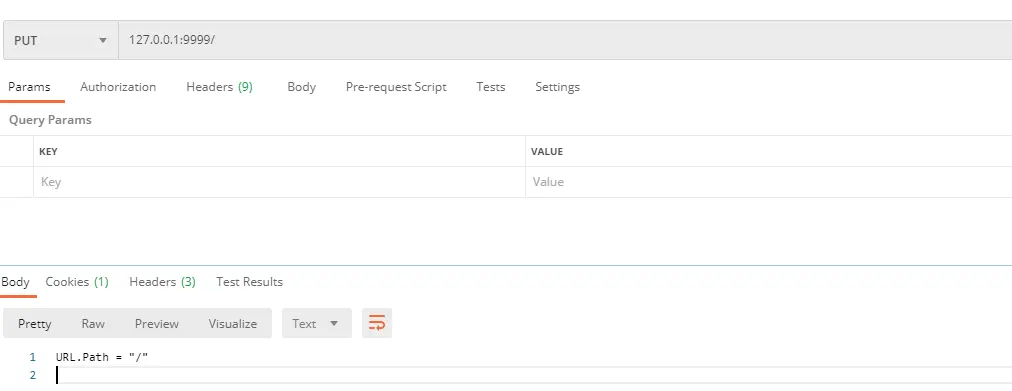 PUT 127.0.0.1:9999/
Params Authorization Headers (9) Body Pre-request Script Tests Settings
Query Params
KEY VALUE
Key Value
Body Cookies (1) Headers (3) Test Results
Pretty Raw Preview Visualize Text
1 URL.Path = "/"
2